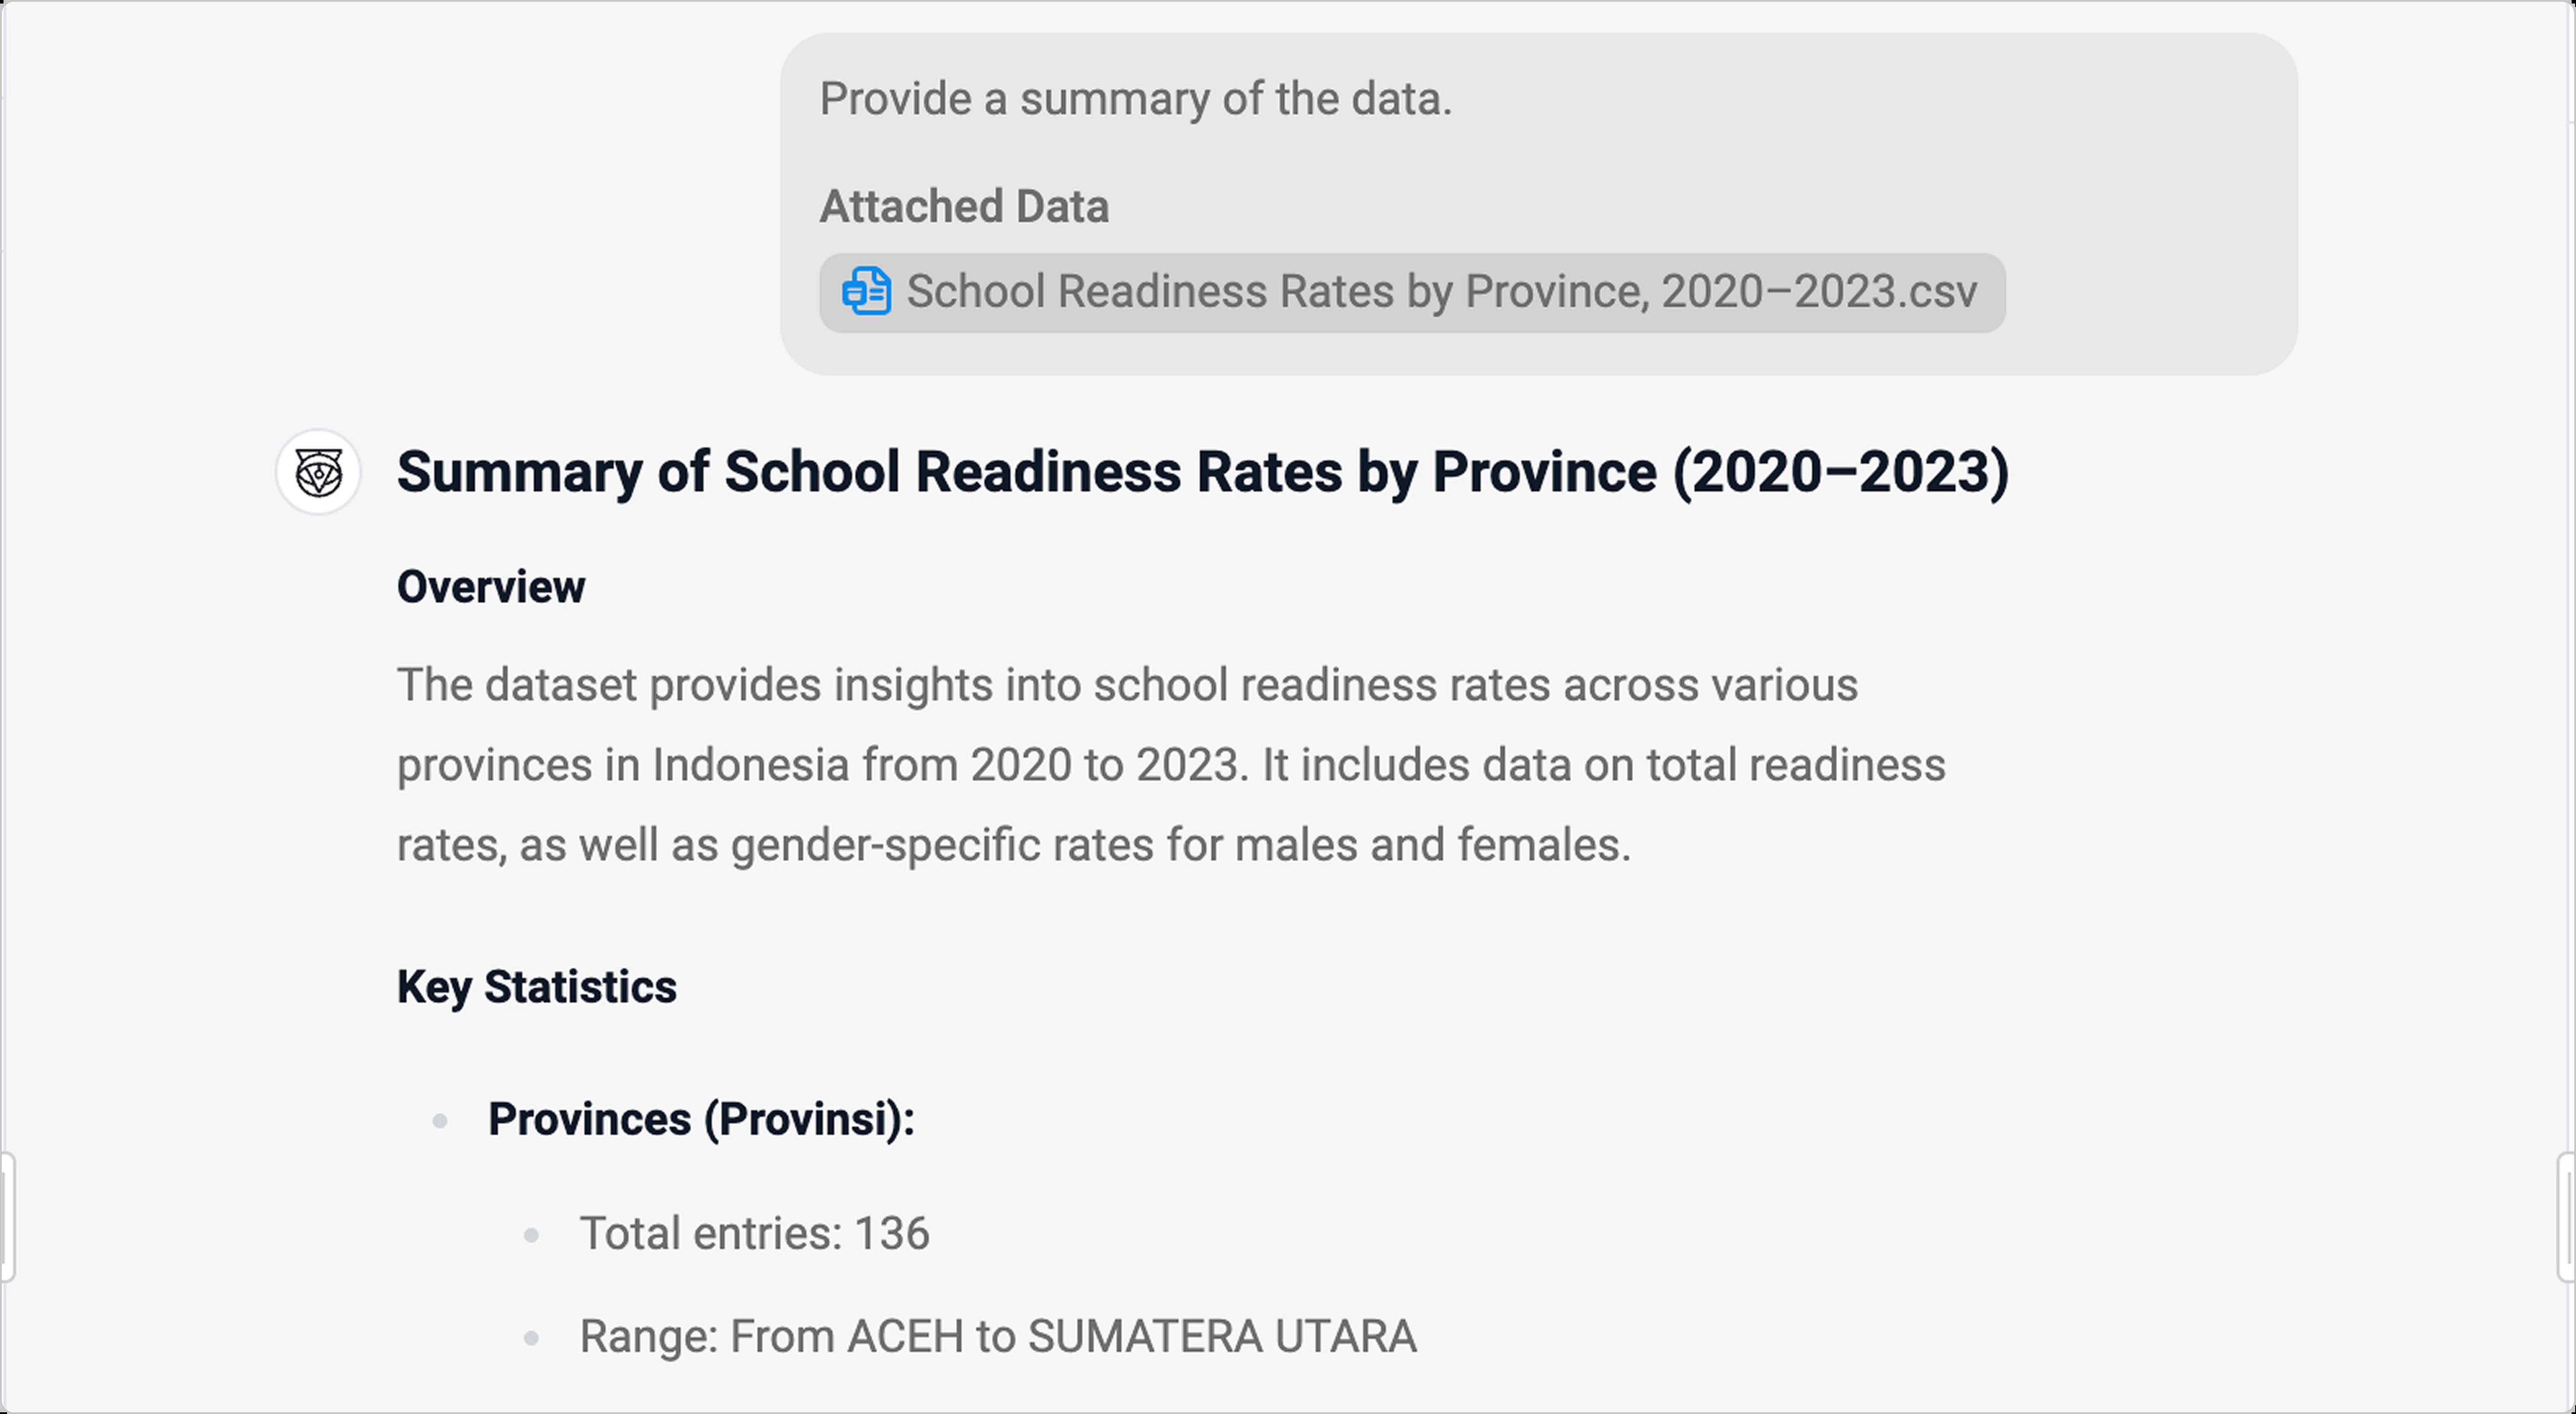 Provide a summary of the data.
Attached Data
School Readiness Rates by Province, 2020–2023.csv
Summary of School Readiness Rates by Province (2020–2023)
Overview
The dataset provides insights into school readiness rates across various
provinces in Indonesia from 2020 to 2023. It includes data on total readiness
rates, as well as gender-specific rates for males and females.
Key Statistics
Provinces (Provinsi):
Total entries: 136
Range: From ACEH to SUMATERA UTARA